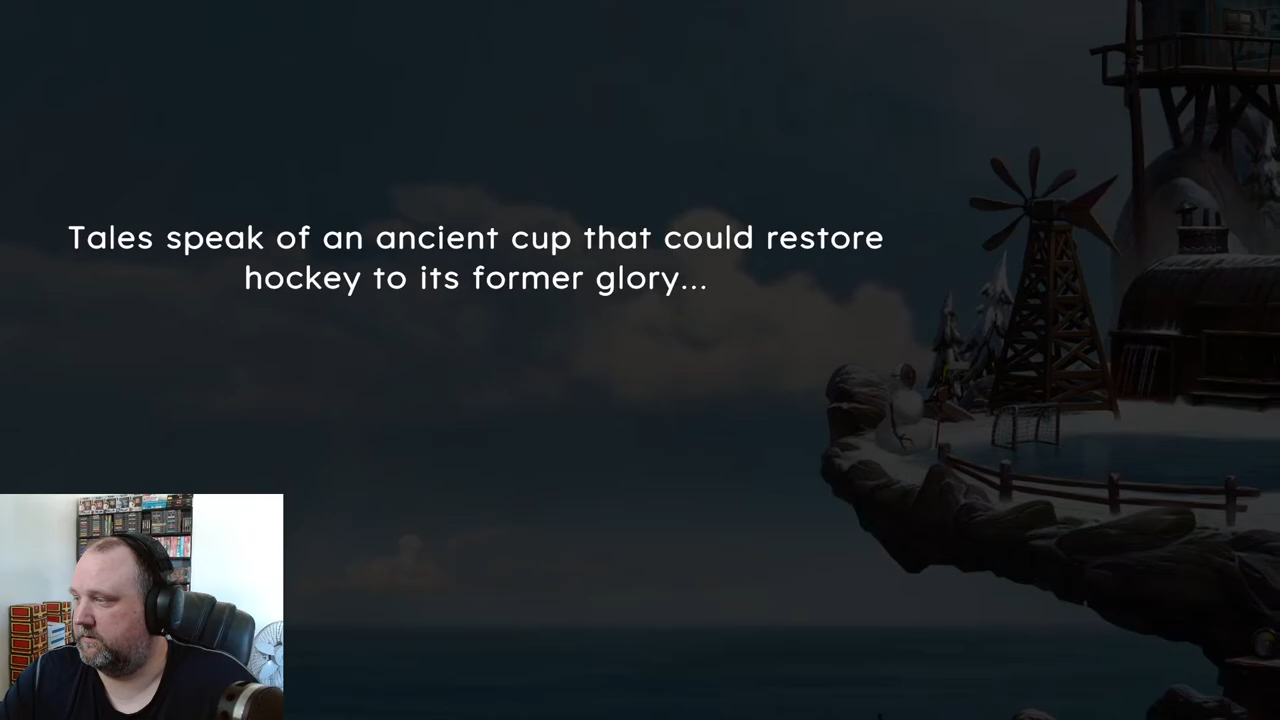 Tales speak of an ancient cup that could restore
hockey to its former glory...